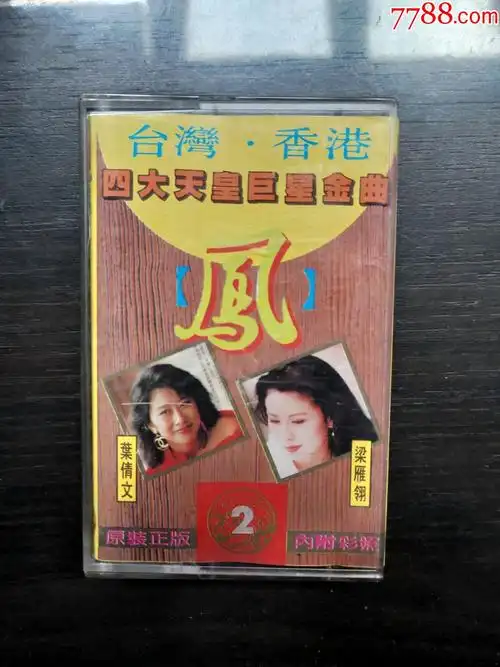 7788.com
台灣·香港
四大天皇巨星金曲
【鳳】
葉倩文
梁雁翎
2
原裝正版
內附彩票